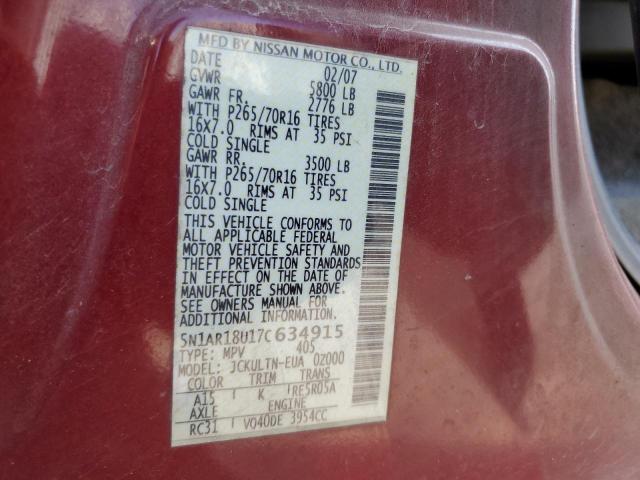 MFD BY NISSAN MOTOR CO., LTD.
DATE 02/07
GVWR 5800 LB
GAWR FR. 2776 LB
WITH P265/70R16 TIRES
16X7.0 RIMS AT 35 PSI
COLD SINGLE
GAWR RR. 3500 LB
WITH P265/70R16 TIRES
16X7.0 RIMS AT 35 PSI
COLD SINGLE
THIS VEHICLE CONFORMS TO
ALL APPLICABLE FEDERAL
MOTOR VEHICLE SAFETY AND
THEFT PREVENTION STANDARDS
IN EFFECT ON THE DATE OF
MANUFACTURE SHOWN ABOVE.
SEE OWNERS MANUAL FOR
ADDITIONAL INFORMATION.
5N1AR18U17C634915
TYPE: MPV 405
MODEL: JCKULTN-EUA 0Z000
COLOR TRIM TRANS
A15 K RE5R05A
AXLE ENGINE
RC31 VQ40DE 3954CC